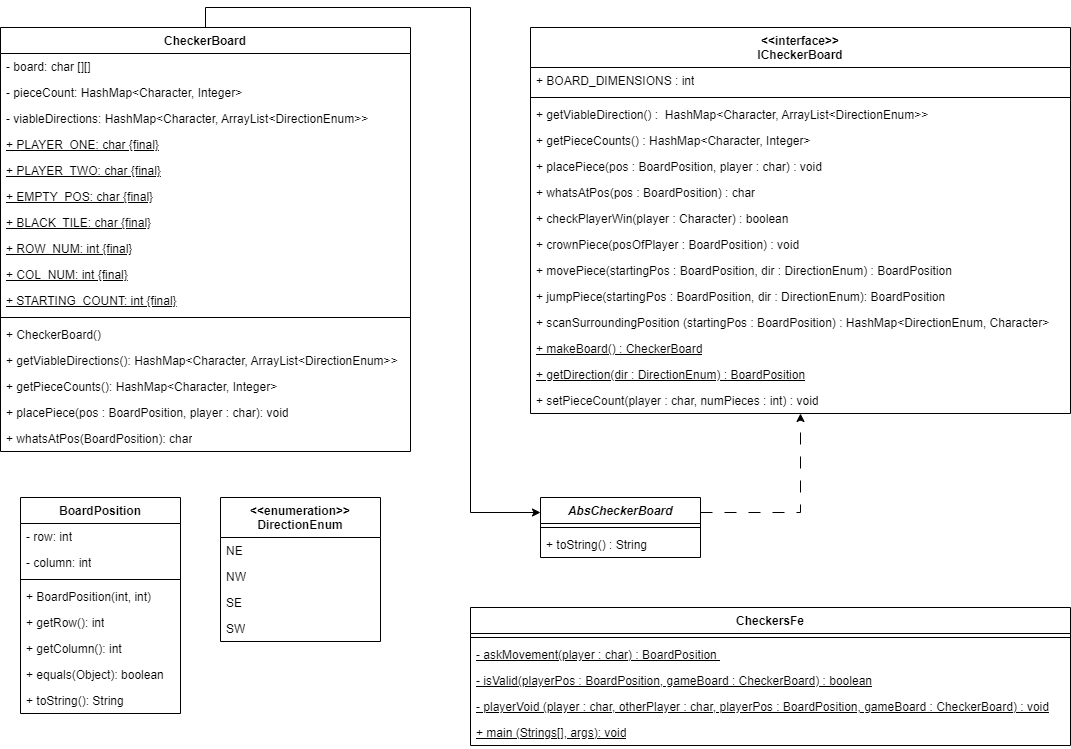 CheckerBoard
- board: char [][]
- pieceCount: HashMap<Character, Integer>
- viableDirections: HashMap<Character, ArrayList<DirectionEnum>>
+ PLAYER_ONE: char {final}
+ PLAYER_TWO: char {final}
+ EMPTY_POS: char {final}
+ BLACK_TILE: char {final}
+ ROW_NUM: int {final}
+ COL_NUM: int {final}
+ STARTING_COUNT: int {final}
+ CheckerBoard()
+ getViableDirections(): HashMap<Character, ArrayList<DirectionEnum>>
+ getPieceCounts(): HashMap<Character, Integer>
+ placePiece(pos : BoardPosition, player : char): void
+ whatsAtPos(BoardPosition): char
<<interface>>
ICheckerBoard
+ BOARD_DIMENSIONS : int
+ getViableDirection() :  HashMap<Character, ArrayList<DirectionEnum>>
+ getPieceCounts() : HashMap<Character, Integer>
+ placePiece(pos : BoardPosition, player : char) : void
+ whatsAtPos(pos : BoardPosition) : char
+ checkPlayerWin(player : Character) : boolean
+ crownPiece(posOfPlayer : BoardPosition) : void
+ movePiece(startingPos : BoardPosition, dir : DirectionEnum) : BoardPosition
+ jumpPiece(startingPos : BoardPosition, dir : DirectionEnum): BoardPosition
+ scanSurroundingPosition (startingPos : BoardPosition) : HashMap<DirectionEnum, Character>
+ makeBoard() : CheckerBoard
+ getDirection(dir : DirectionEnum) : BoardPosition
+ setPieceCount(player : char, numPieces : int) : void
BoardPosition
- row: int
- column: int
+ BoardPosition(int, int)
+ getRow(): int
+ getColumn(): int
+ equals(Object): boolean
+ toString(): String
<<enumeration>>
DirectionEnum
NE
NW
SE
SW
AbsCheckerBoard
+ toString() : String
CheckersFe
- askMovement(player : char) : BoardPosition
- isValid(playerPos : BoardPosition, gameBoard : CheckerBoard) : boolean
- playerVoid (player : char, otherPlayer : char, playerPos : BoardPosition, gameBoard : CheckerBoard) : void
+ main (Strings[], args): void